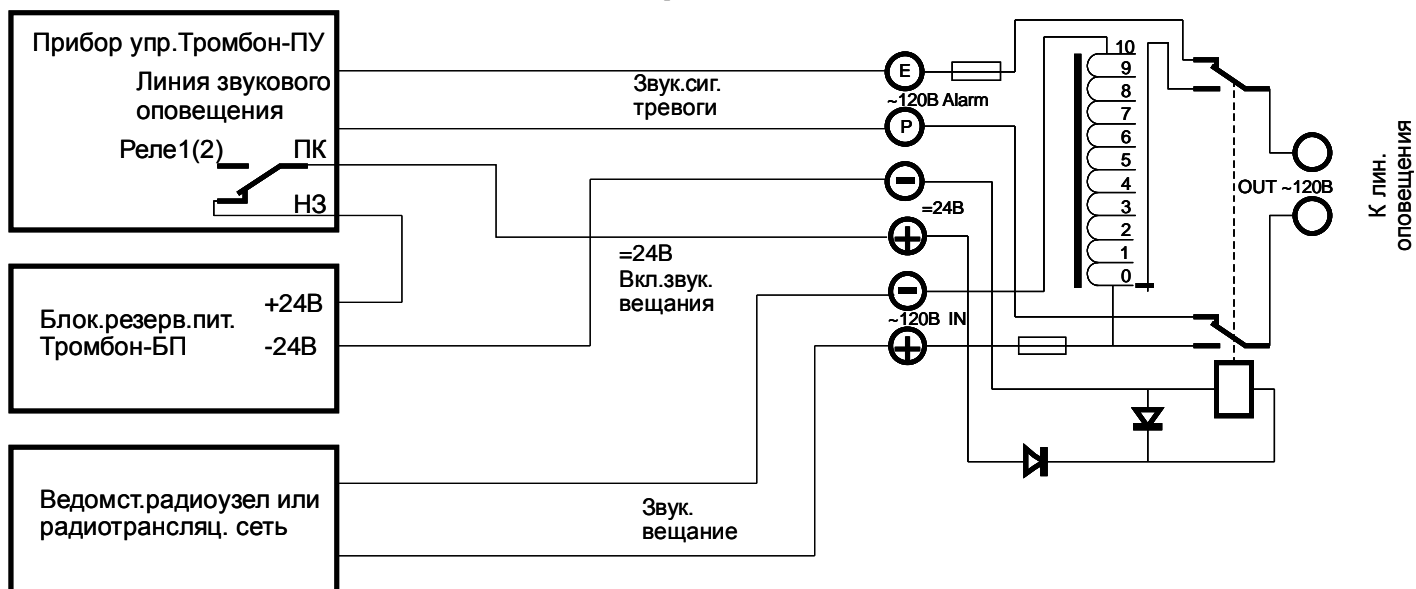 Прибор упр.Тромбон-ПУ
Линия звукового
оповещения
Реле1(2)
ПК
НЗ
Блок.резерв.пит.
Тромбон-БП
+24В
-24В
Ведомст.радиоузел или
радиотрансляц. сеть
Звук.сиг.
тревоги
=24В
Вкл.звук.
вещания
Звук.
вещание
E
~120В Alarm
P
=24В
~120В IN
10
9
8
7
6
5
4
3
2
1
0
OUT ~120В
К лин.
оповещения